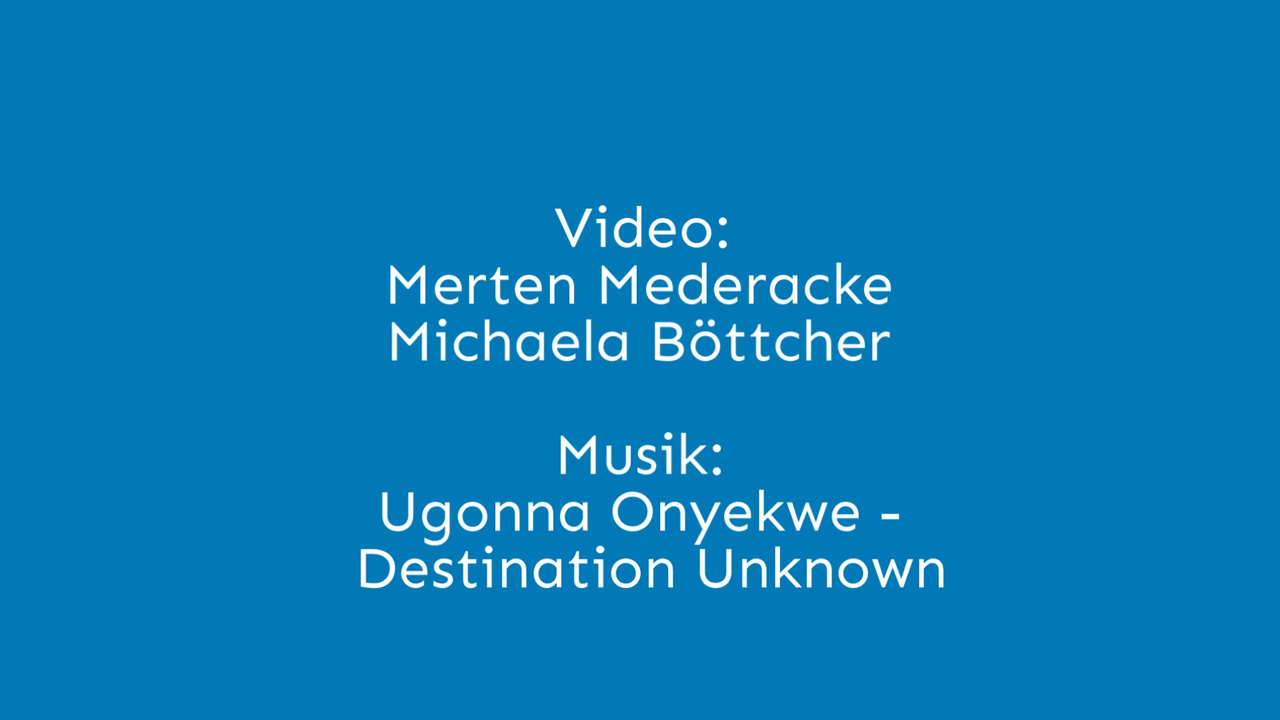 Video:
Merten Mederacke
Michaela Böttcher
Musik:
Ugonna Onyekwe -
Destination Unknown